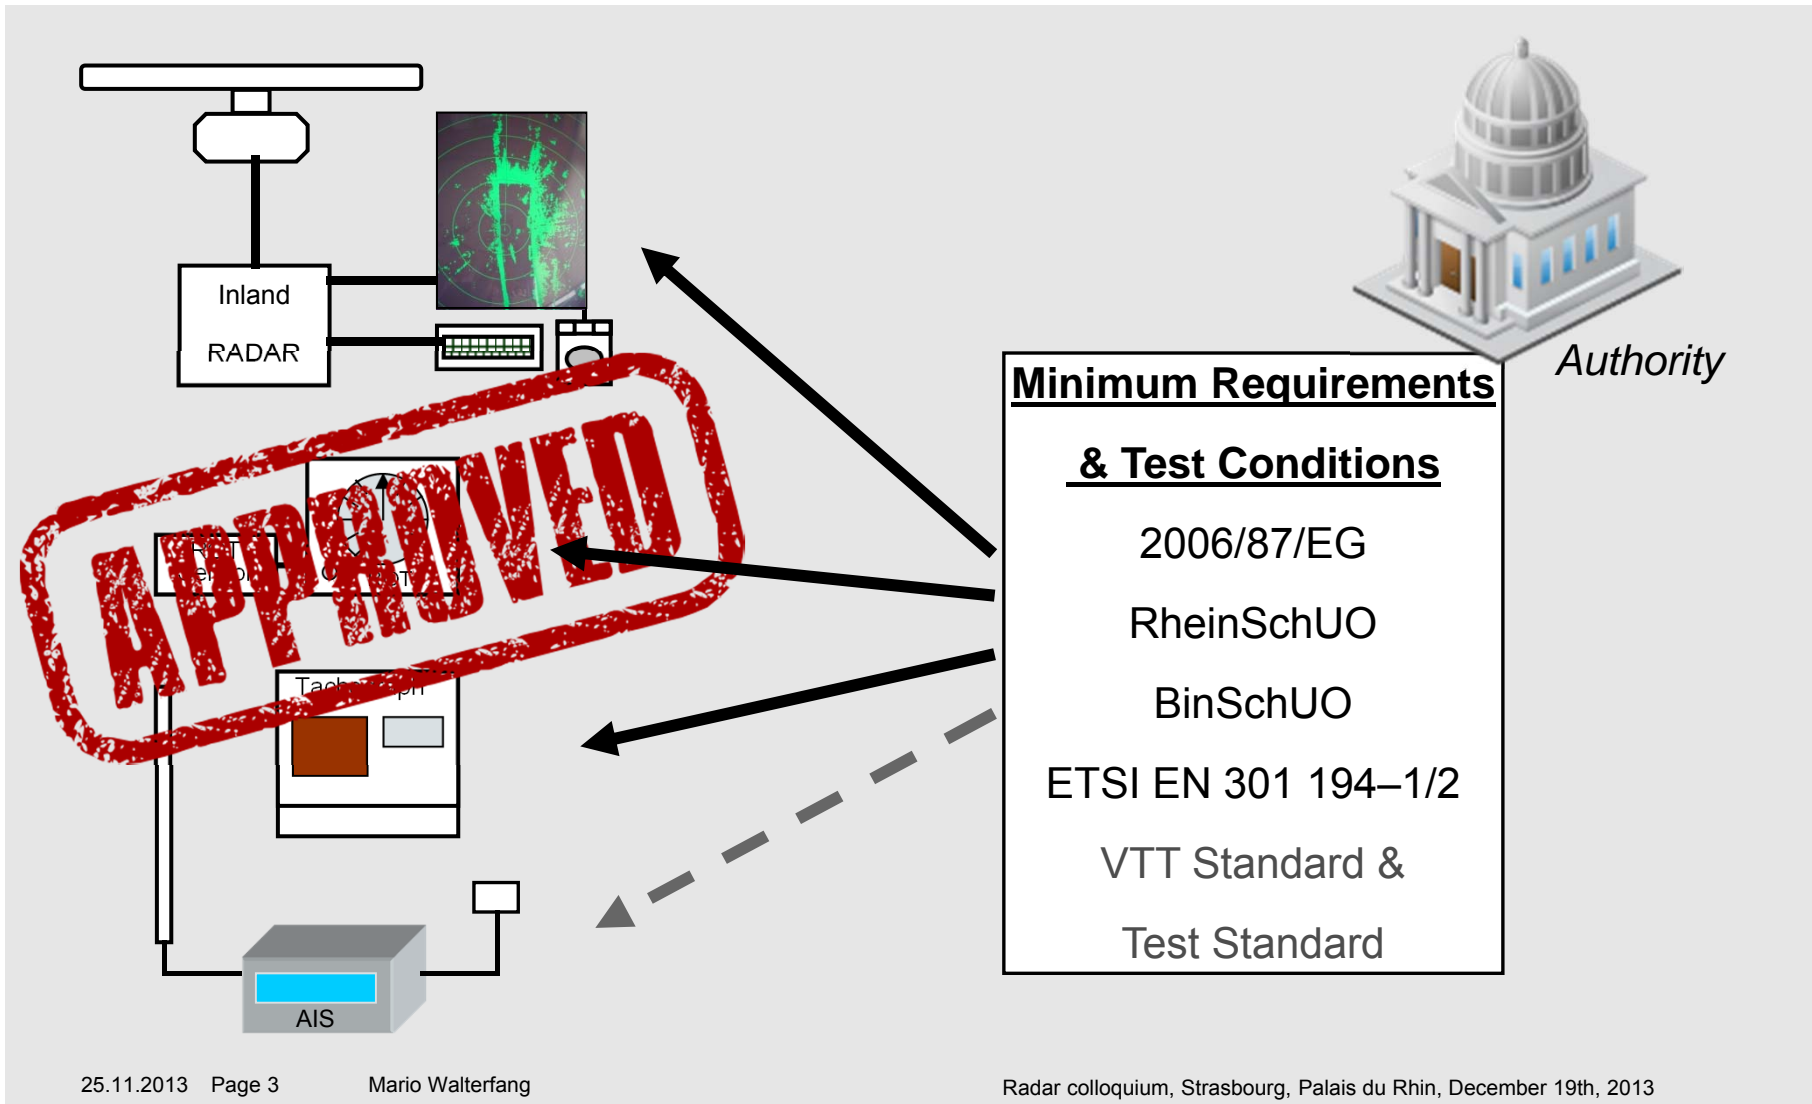 Inland
RADAR
APPROVED
Tachograph
AIS
Authority
Minimum Requirements
& Test Conditions
2006/87/EG
RheinSchUO
BinSchUO
ETSI EN 301 194–1/2
VTT Standard &
Test Standard
25.11.2013 Page 3 Mario Walterfang
Radar colloquium, Strasbourg, Palais du Rhin, December 19th, 2013